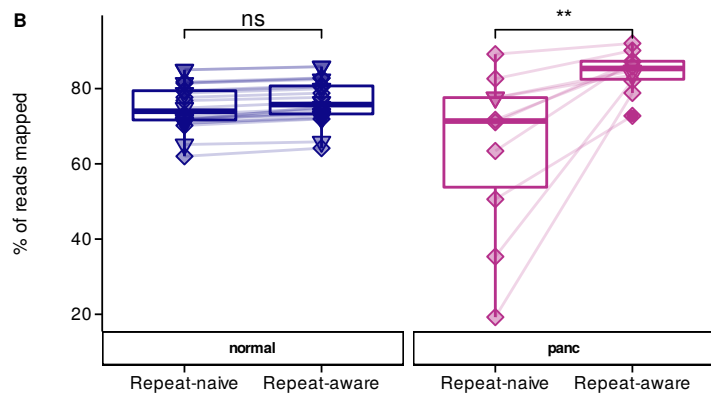 B
ns
**
% of reads mapped
80
60
40
20
normal
panc
Repeat-naive Repeat-aware Repeat-naive Repeat-aware